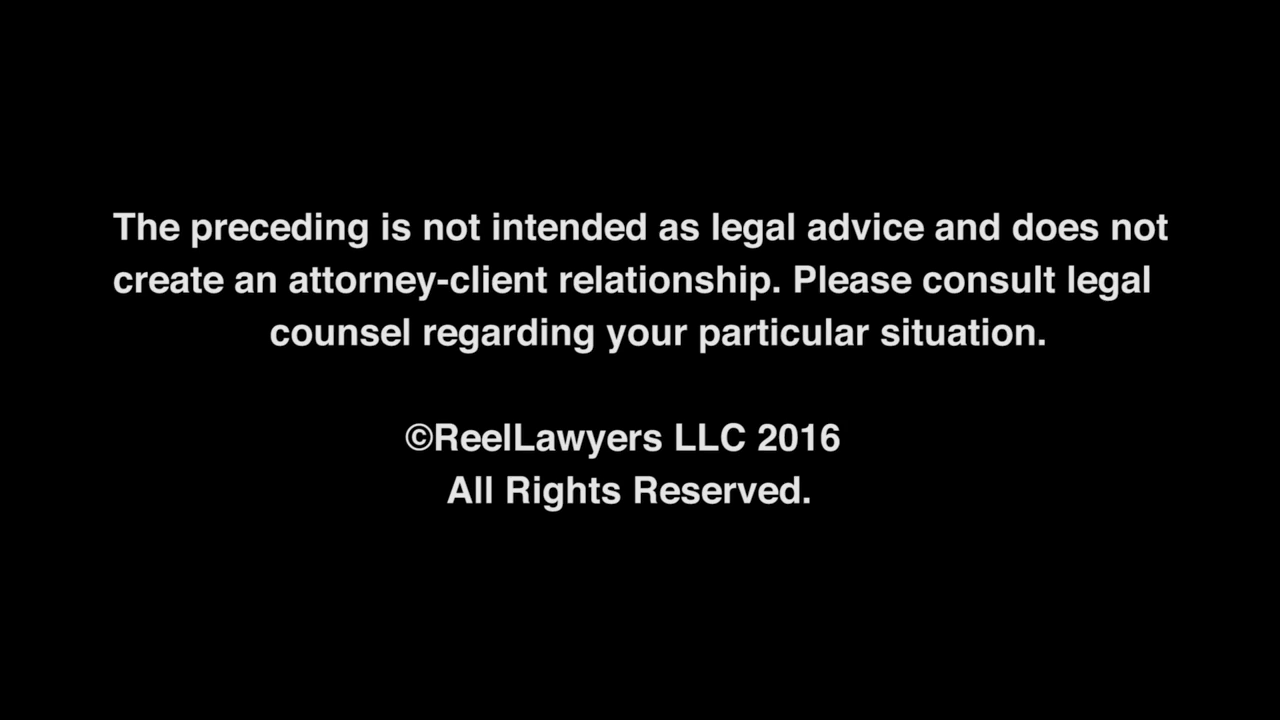 The preceding is not intended as legal advice and does not
create an attorney-client relationship. Please consult legal
counsel regarding your particular situation.
©ReelLawyers LLC 2016
All Rights Reserved.